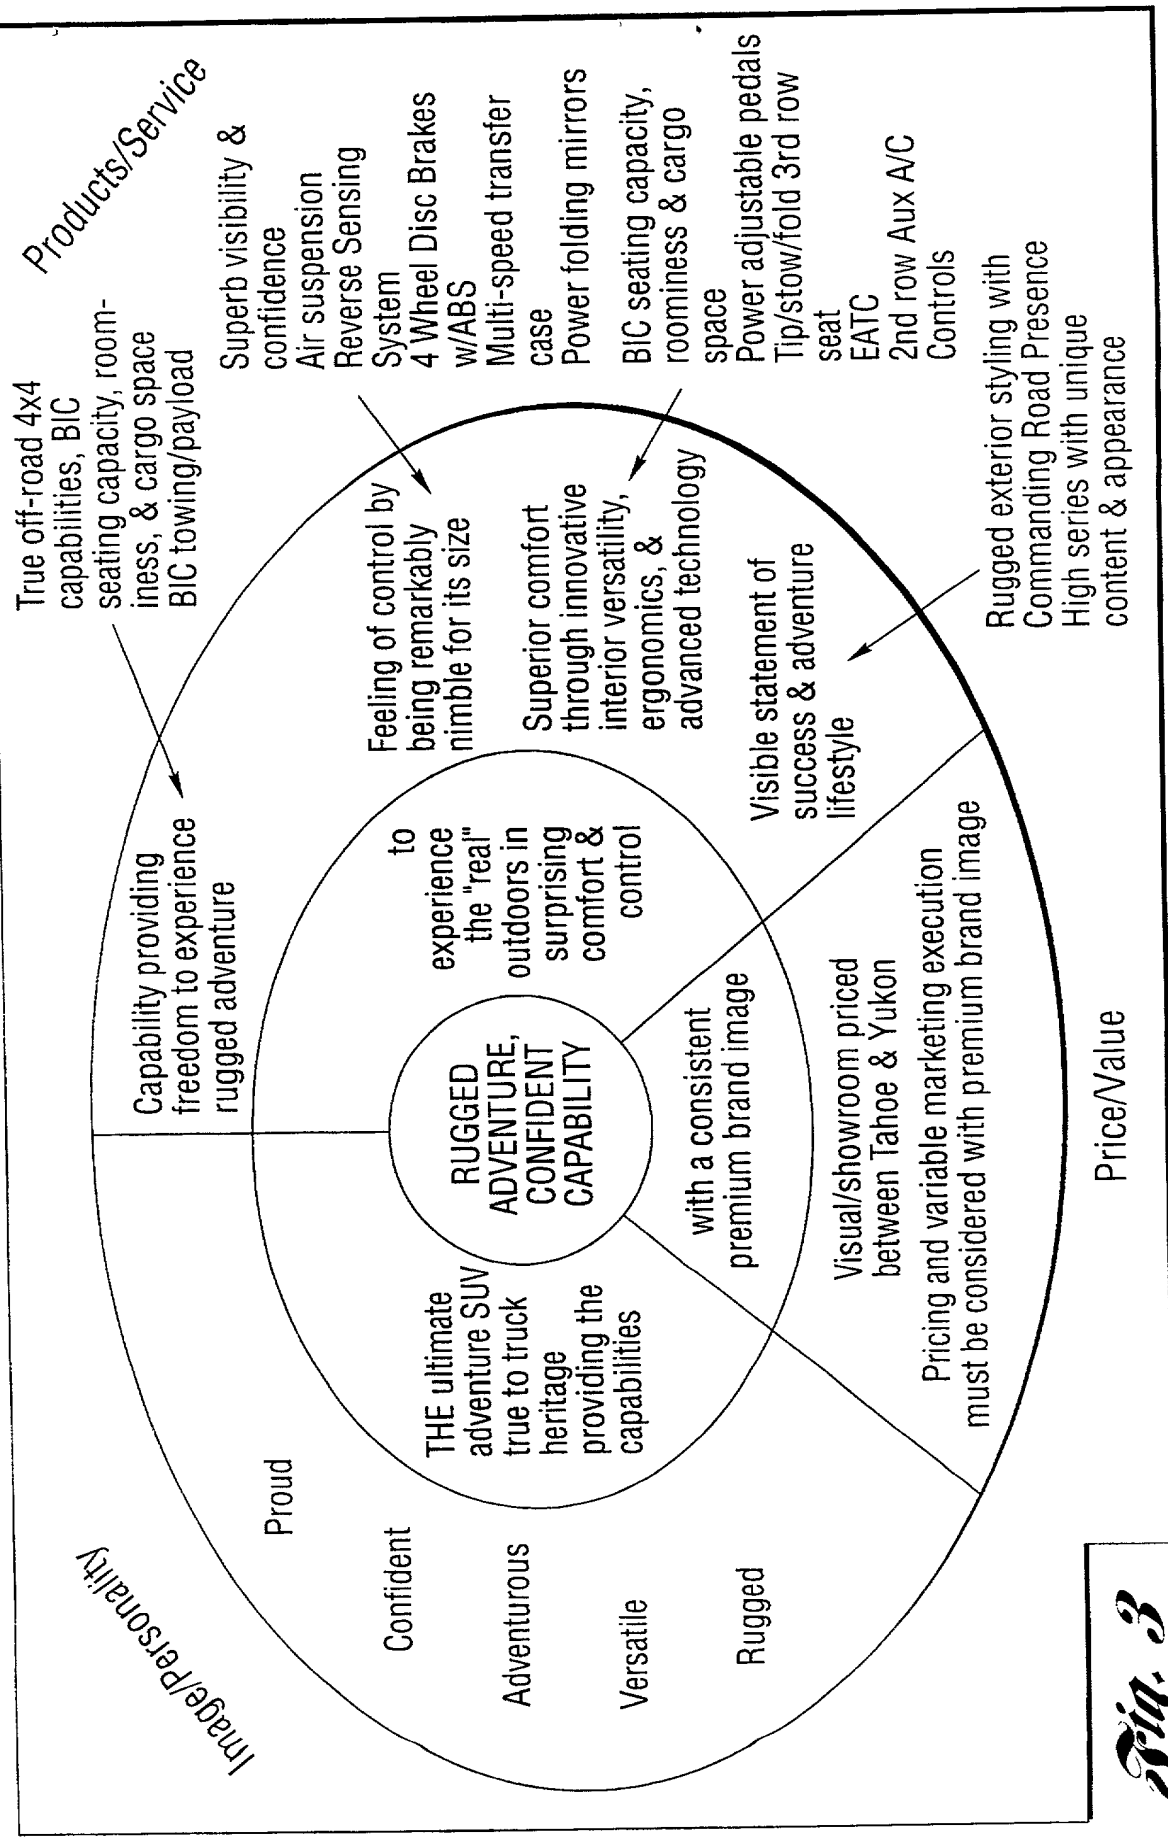 Image/Personality
Products/Service
Price/Value
True off-road 4x4
capabilities, BIC
seating capacity, room-
iness, & cargo space
BIC towing/payload
Capability providing
freedom to experience
rugged adventure
Superb visibility &
confidence
Air suspension
Reverse Sensing
System
4 Wheel Disc Brakes
w/ABS
Multi-speed transfer
case
Power folding mirrors
Feeling of control by
being remarkably
nimble for its size
BIC seating capacity,
roominess & cargo
space
Power adjustable pedals
Tip/stow/fold 3rd row
seat
EATC
2nd row Aux A/C
Controls
Superior comfort
through innovative
interior versatility,
ergonomics, &
advanced technology
Rugged exterior styling with
Commanding Road Presence
High series with unique
content & appearance
Visible statement of
success & adventure
lifestyle
Proud
Confident
Adventurous
Versatile
Rugged
THE ultimate
adventure SUV
true to truck
heritage
providing the
capabilities
RUGGED
ADVENTURE,
CONFIDENT
CAPABILITY
to
experience
the "real"
outdoors in
surprising
comfort &
control
with a consistent
premium brand image
Visual/showroom priced
between Tahoe & Yukon
Pricing and variable marketing execution
must be considered with premium brand image
Fig. 3